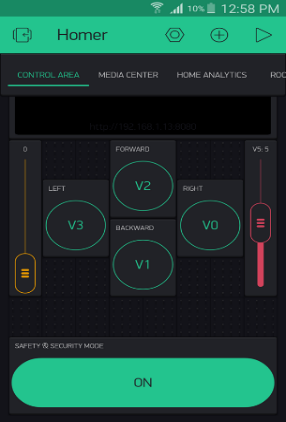 10% 12:58 PM
Homer
CONTROL AREA MEDIA CENTER HOME ANALYTICS ROO
0 FORWARD V5: 5
V2
LEFT RIGHT
V3 V0
BACKWARD
V1
SAFETY & SECURITY MODE
ON